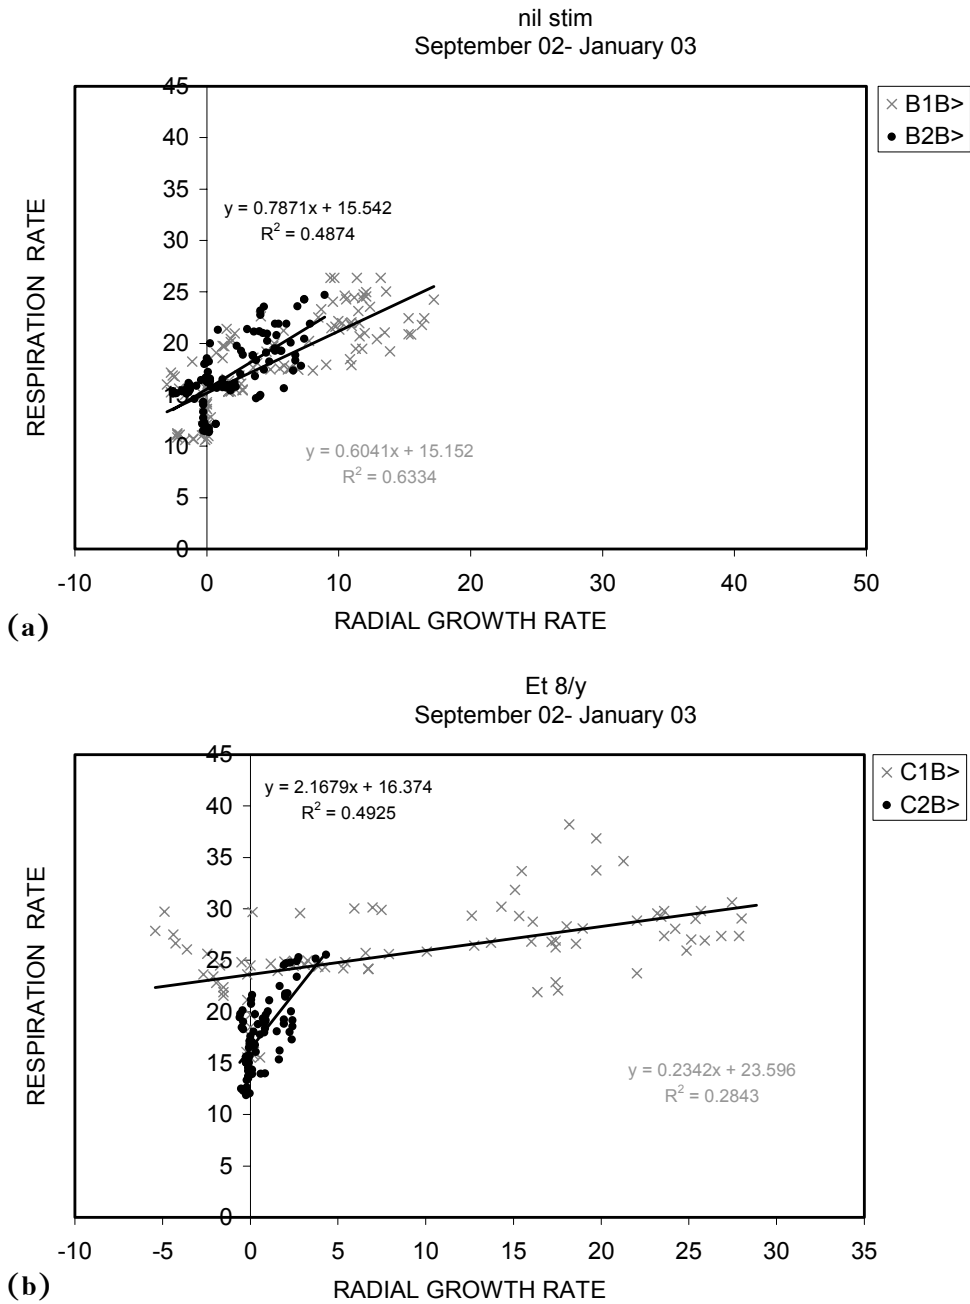 nil stim
September 02- January 03
45
40
35
30
25
20
15
10
5
0
-10 0 10 20 30 40 50
RESPIRATION RATE
RADIAL GROWTH RATE
y = 0.7871x + 15.542
R² = 0.4874
y = 0.6041x + 15.152
R² = 0.6334
B1B>
B2B>
(a)
Et 8/y
September 02- January 03
45
40
35
30
25
20
15
10
5
0
-10 -5 0 5 10 15 20 25 30 35
RESPIRATION RATE
RADIAL GROWTH RATE
y = 2.1679x + 16.374
R² = 0.4925
y = 0.2342x + 23.596
R² = 0.2843
C1B>
C2B>
(b)